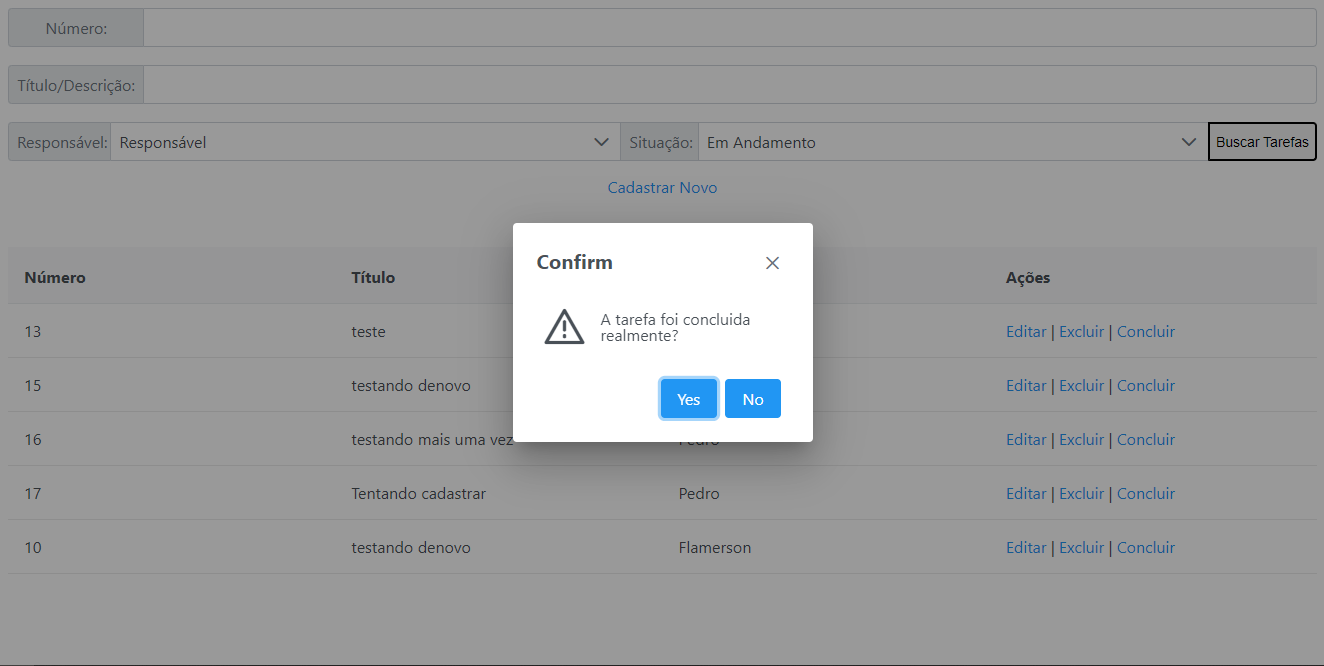 Número:
Título/Descrição:
Responsável: Responsável Situação: Em Andamento Buscar Tarefas
Cadastrar Novo
Confirm
A tarefa foi concluida
realmente?
Yes No
Número Título Ações
13 teste Editar | Excluir | Concluir
15 testando denovo Editar | Excluir | Concluir
16 testando mais uma vez Pedro Editar | Excluir | Concluir
17 Tentando cadastrar Pedro Editar | Excluir | Concluir
10 testando denovo Flamerson Editar | Excluir | Concluir